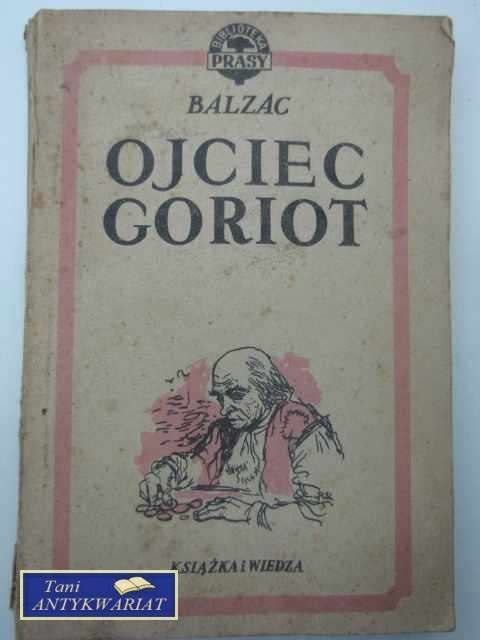 BIBLIOTEKA
PRASY
BALZAC
OJCIEC
GORIOT
KSIĄŻKA i WIEDZA
Tani
ANTYKWARIAT